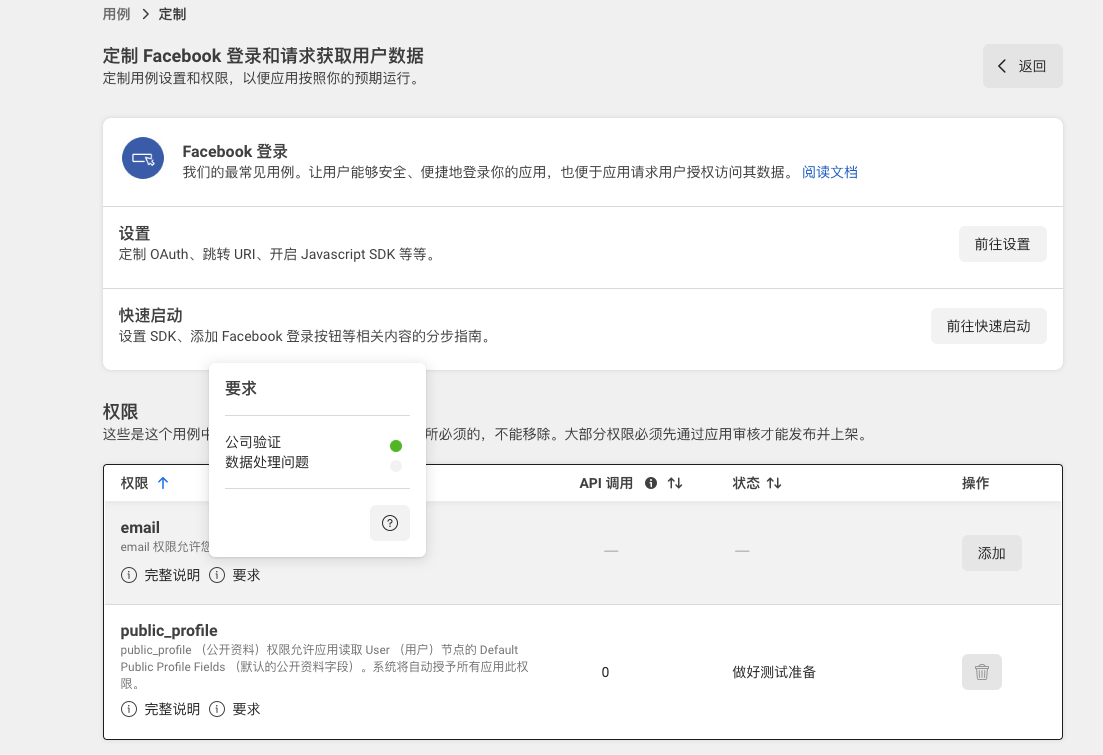 用例 > 定制
定制 Facebook 登录和请求获取用户数据
定制用例设置和权限，以便应用按照你的预期运行。
返回
Facebook 登录
我们的最常见用例。让用户能够安全、便捷地登录你的应用，也便于应用请求用户授权访问其数据。 阅读文档
设置
定制 OAuth、跳转 URI、开启 Javascript SDK 等等。
前往设置
快速启动
设置 SDK、添加 Facebook 登录按钮等相关内容的分步指南。
前往快速启动
要求
公司验证
数据处理问题
权限
这些是这个用例中 所必须的，不能移除。大部分权限必须先通过应用审核才能发布并上架。
权限 API 调用 状态 操作
email
email 权限允许您
— —
添加
完整说明 要求
public_profile
public_profile （公开资料）权限允许应用读取 User （用户）节点的 Default
Public Profile Fields （默认的公开资料字段）。系统将自动授予所有应用此权
限。
0 做好测试准备
完整说明 要求